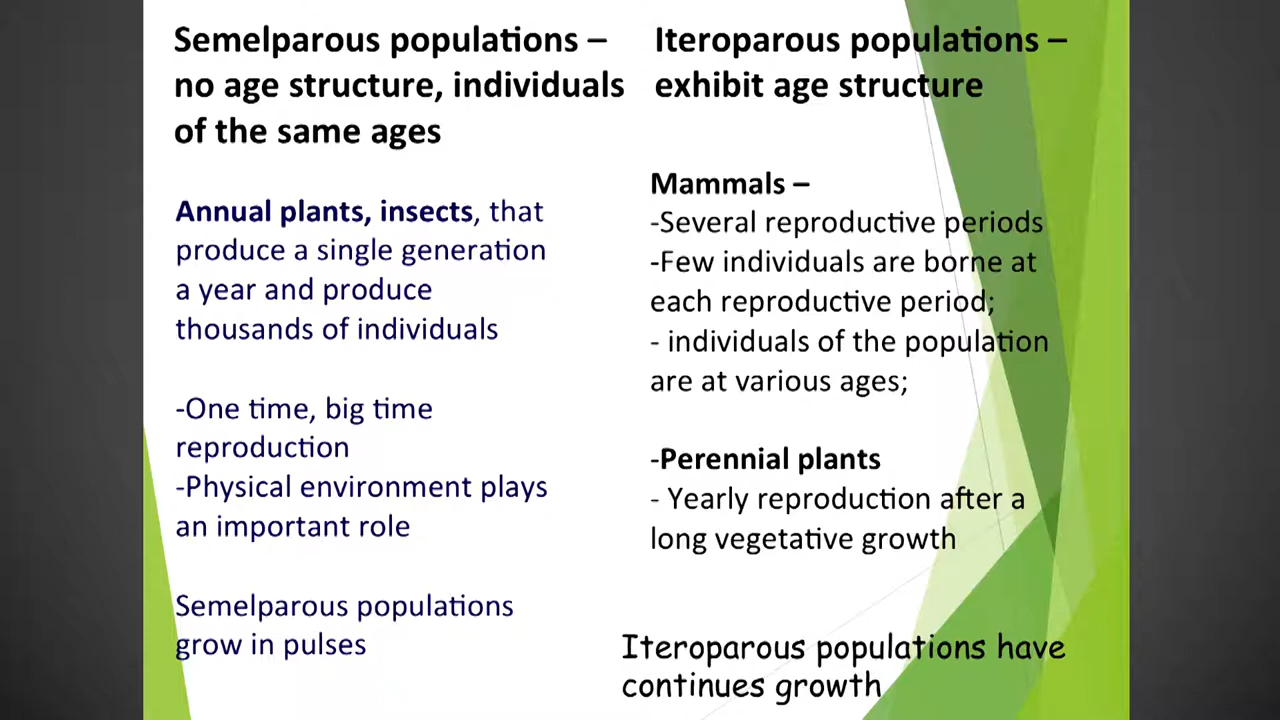 Semelparous populations –
no age structure, individuals
of the same ages
Annual plants, insects, that
produce a single generation
a year and produce
thousands of individuals
-One time, big time
reproduction
-Physical environment plays
an important role
Semelparous populations
grow in pulses
Iteroparous populations –
exhibit age structure
Mammals –
-Several reproductive periods
-Few individuals are borne at
each reproductive period;
- individuals of the population
are at various ages;
-Perennial plants
- Yearly reproduction after a
long vegetative growth
Iteroparous populations have
continues growth